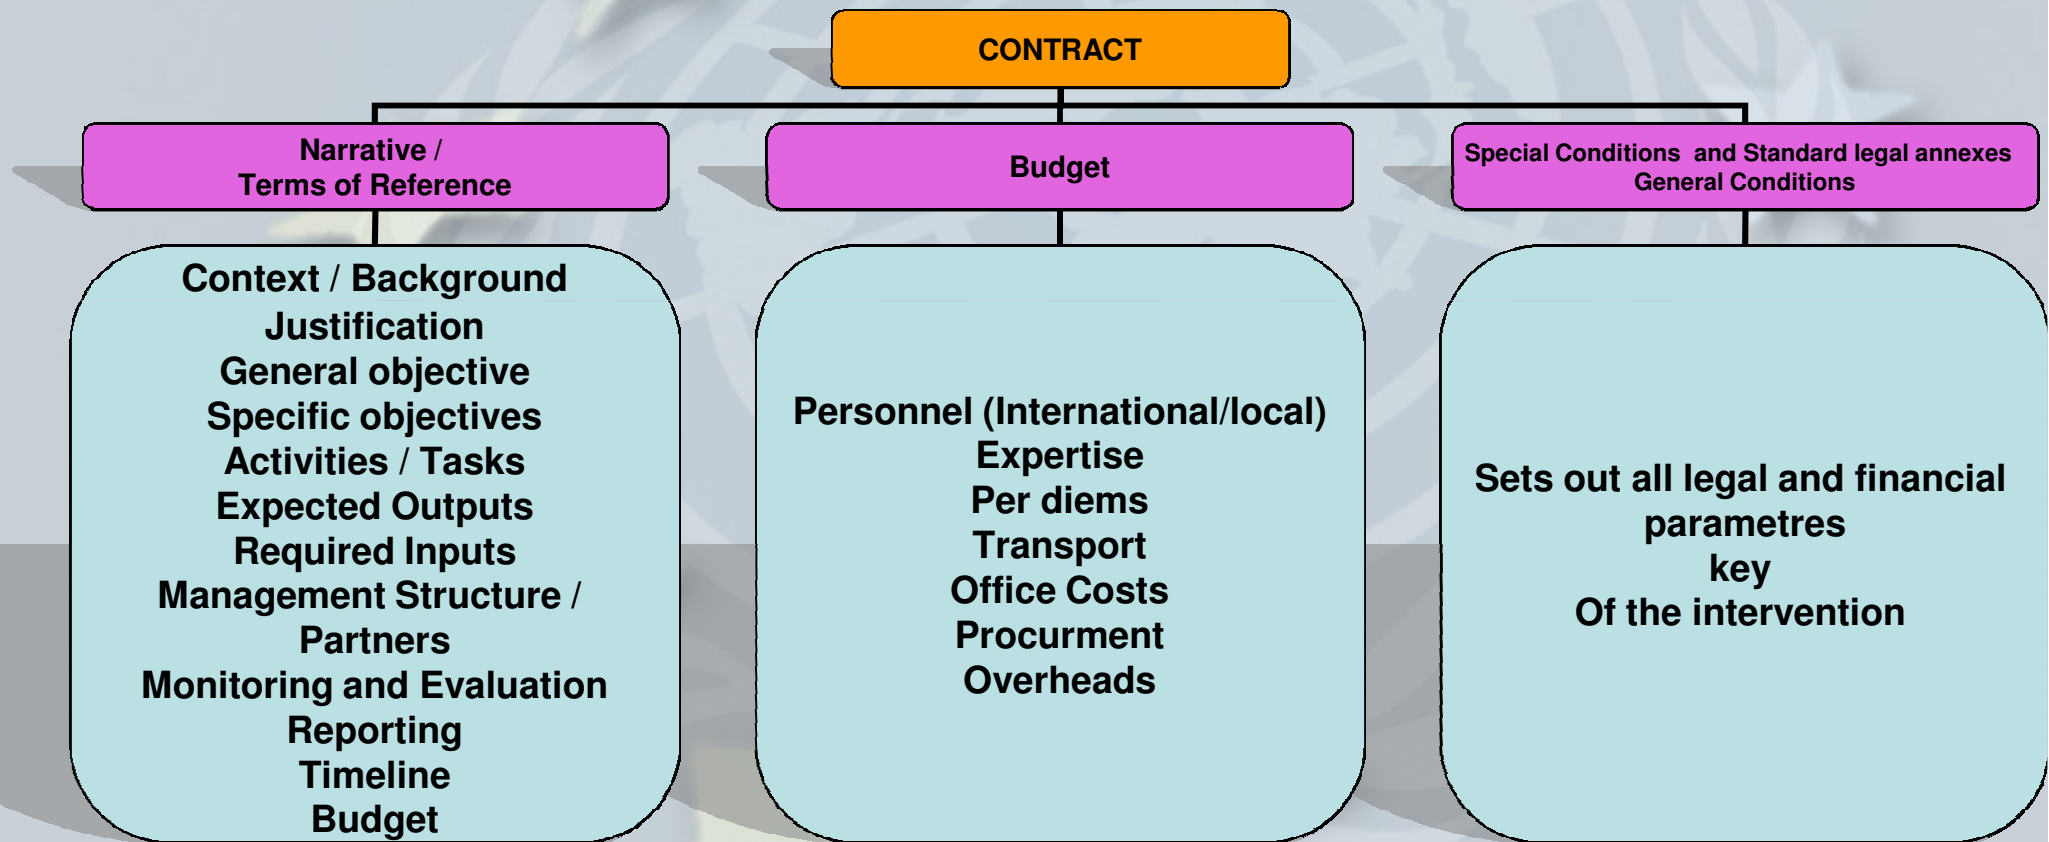 CONTRACT
Narrative /
Terms of Reference
Budget
Special Conditions  and Standard legal annexes
General Conditions
Context / Background
Justification
General objective
Specific objectives
Activities / Tasks
Expected Outputs
Required Inputs
Management Structure /
Partners
Monitoring and Evaluation
Reporting
Timeline
Budget
Personnel (International/local)
Expertise
Per diems
Transport
Office Costs
Procurment
Overheads
Sets out all legal and financial
parametres
key
Of the intervention